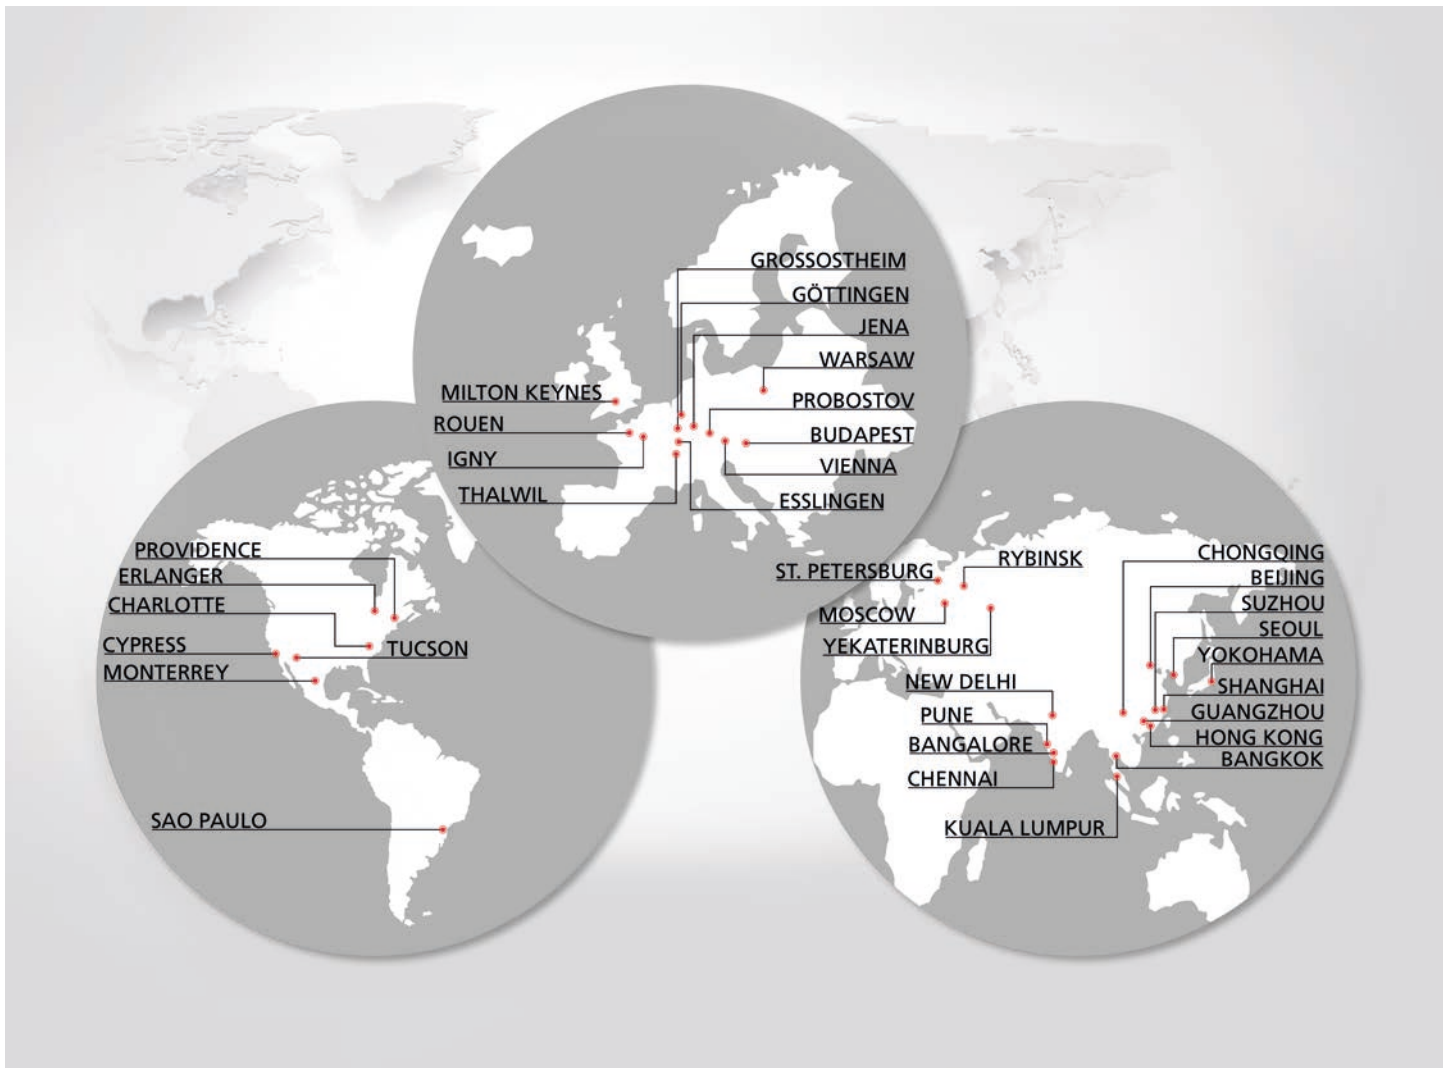 GROSSOSTHEIM
GÖTTINGEN
JENA
WARSAW
MILTON KEYNES
PROBOSTOV
ROUEN
BUDAPEST
IGNY
VIENNA
THALWIL
ESSLINGEN
PROVIDENCE
ERLANGER
CHARLOTTE
CYPRESS
TUCSON
MONTERREY
SAO PAULO
ST. PETERSBURG
RYBINSK
MOSCOW
YEKATERINBURG
NEW DELHI
PUNE
BANGALORE
CHENNAI
KUALA LUMPUR
CHONGQING
BEIJING
SUZHOU
SEOUL
YOKOHAMA
SHANGHAI
GUANGZHOU
HONG KONG
BANGKOK